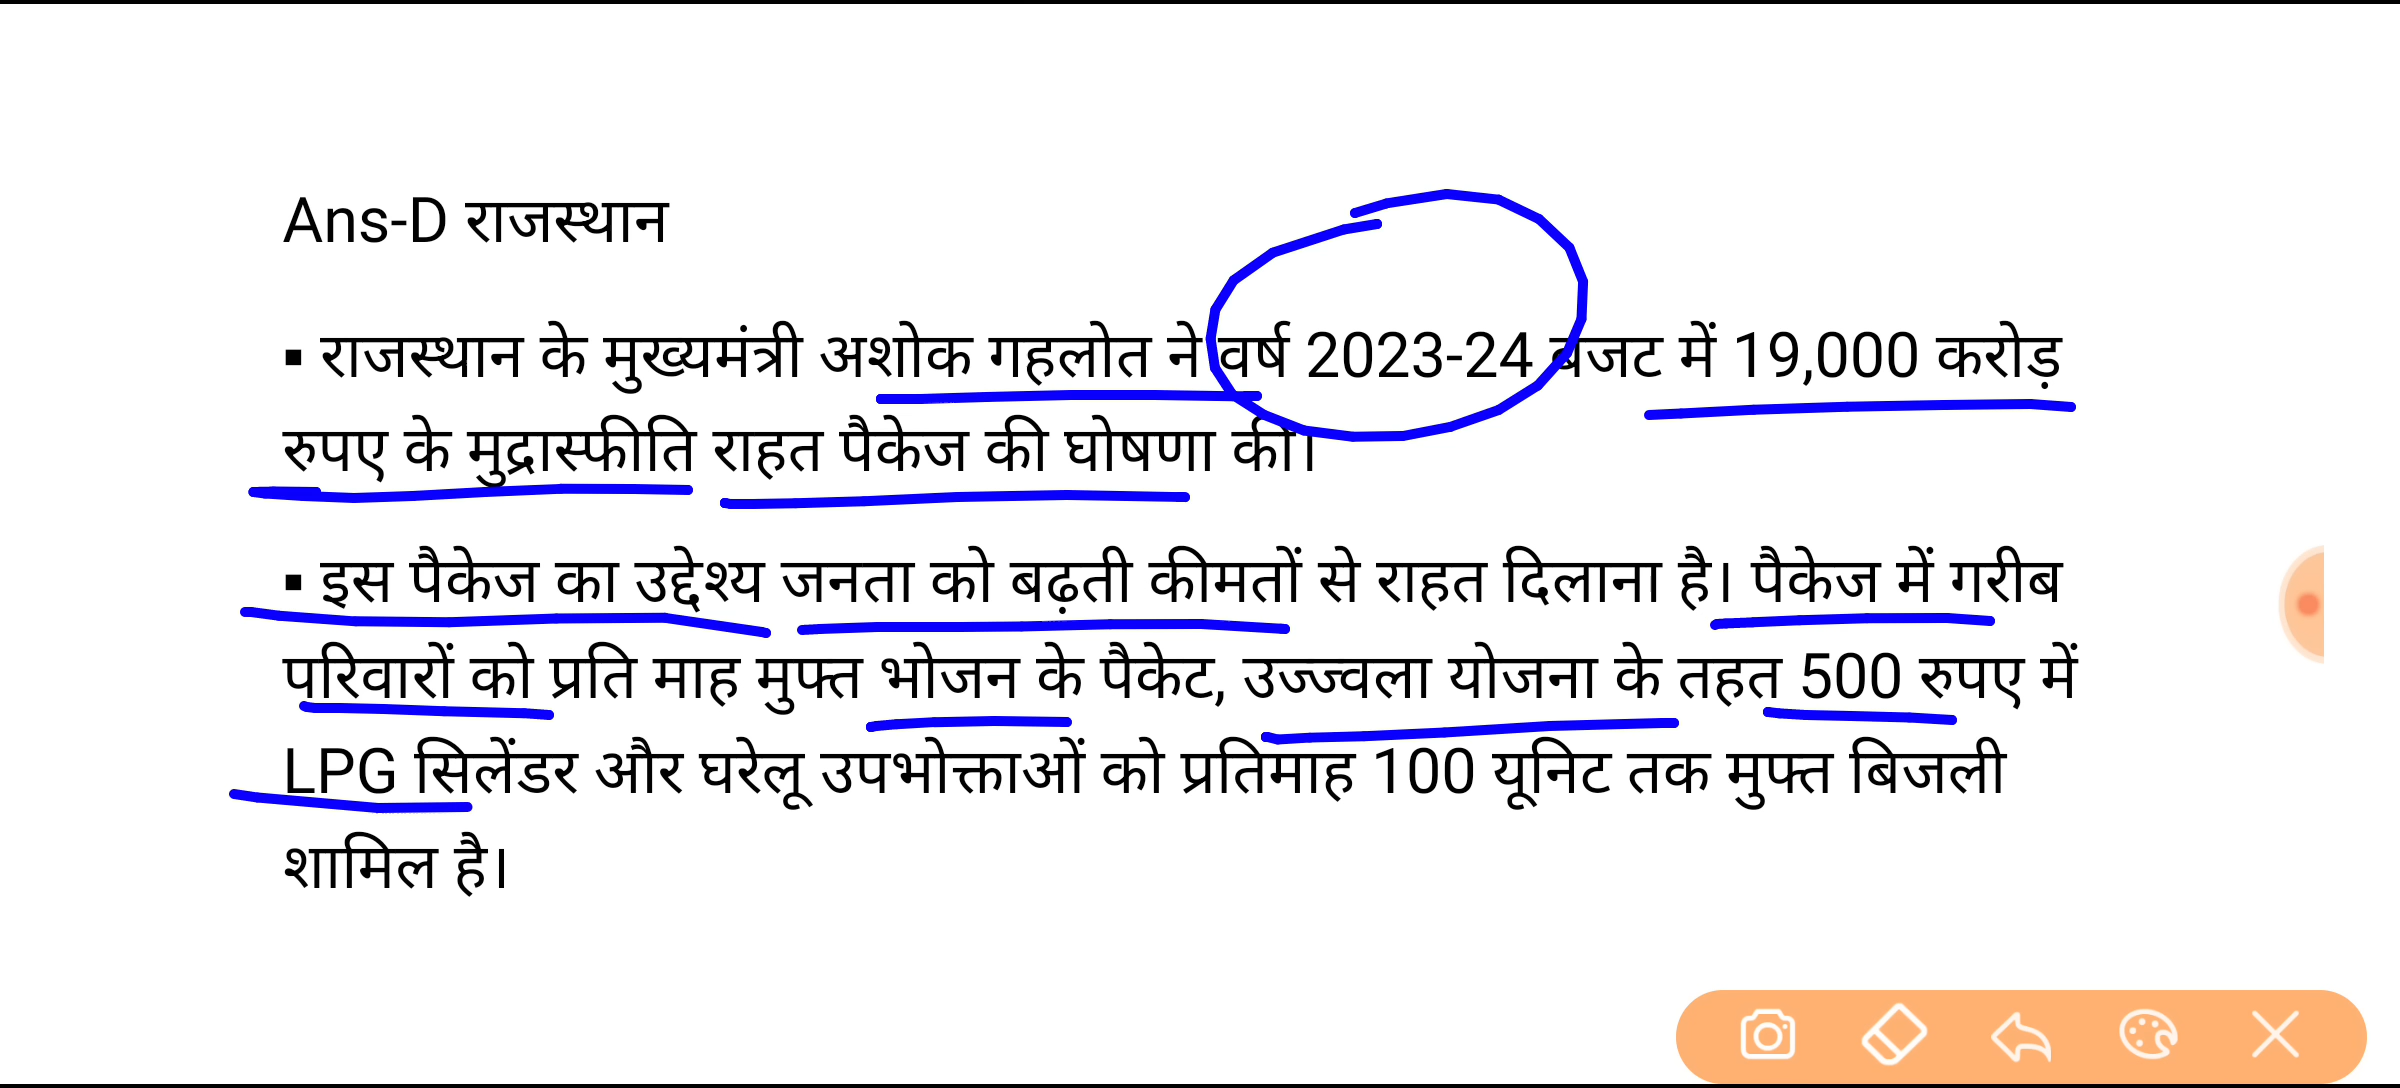 Ans-D राजस्थान
▪ राजस्थान के मुख्यमंत्री अशोक गहलोत ने वर्ष 2023-24 बजट में 19,000 करोड़
रुपए के मुद्रास्फीति राहत पैकेज की घोषणा की।
▪ इस पैकेज का उद्देश्य जनता को बढ़ती कीमतों से राहत दिलाना है। पैकेज में गरीब
परिवारों को प्रति माह मुफ्त भोजन के पैकेट, उज्ज्वला योजना के तहत 500 रुपए में
LPG सिलेंडर और घरेलू उपभोक्ताओं को प्रतिमाह 100 यूनिट तक मुफ्त बिजली
शामिल है।